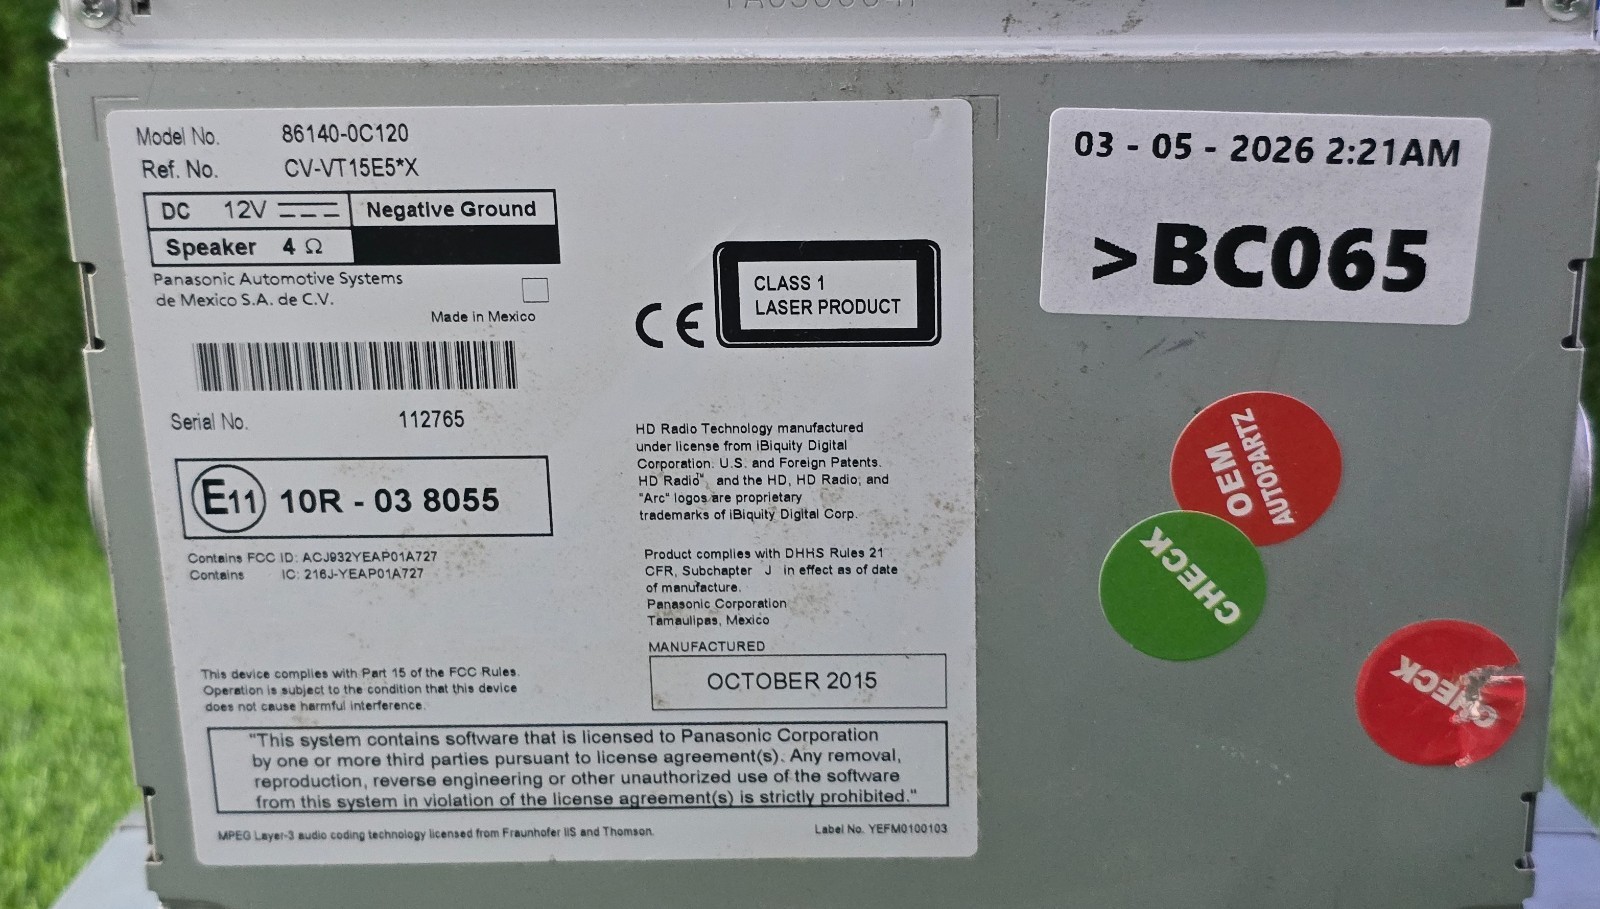 Model No. 86140-0C120
Ref. No. CV-VT15E5*X
DC 12V Negative Ground
Speaker 4 Ω
Panasonic Automotive Systems
de Mexico S.A. de C.V.
Made in Mexico
Serial No. 112765
E11 10R - 03 8055
Contains FCC ID: ACJ932YEAP01A727
Contains IC: 216J-YEAP01A727
This device complies with Part 15 of the FCC Rules.
Operation is subject to the condition that this device
does not cause harmful interference.
CE
CLASS 1
LASER PRODUCT
HD Radio Technology manufactured
under license from iBiquity Digital
Corporation. U.S. and Foreign Patents.
HD Radio™ and the HD, HD Radio, and
"Arc" logos are proprietary
trademarks of iBiquity Digital Corp.
Product complies with DHHS Rules 21
CFR, Subchapter J in effect as of date
of manufacture.
Panasonic Corporation
Tamaulipas, Mexico
MANUFACTURED
OCTOBER 2015
"This system contains software that is licensed to Panasonic Corporation
by one or more third parties pursuant to license agreement(s). Any removal,
reproduction, reverse engineering or other unauthorized use of the software
from this system in violation of the license agreement(s) is strictly prohibited."
MPEG Layer-3 audio coding technology licensed from Fraunhofer IIS and Thomson.
Label No. YEFM0100103
03 - 05 - 2026 2:21AM
>BC065
OEM
AUTOPARTZ
CHECK
CHECK